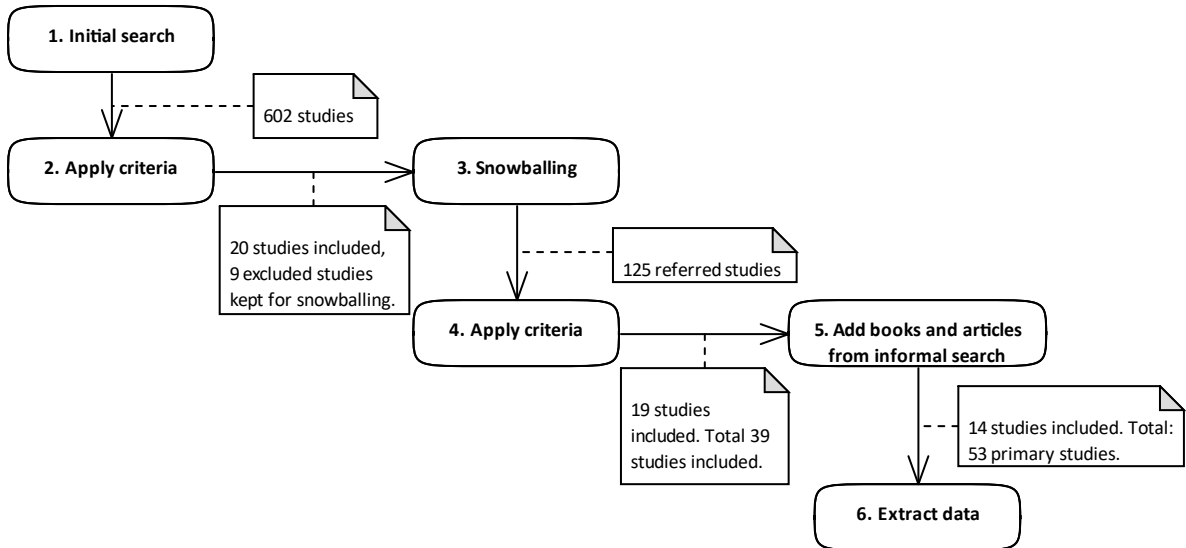 1. Initial search
602 studies
2. Apply criteria
3. Snowballing
20 studies included,
9 excluded studies
kept for snowballing.
125 referred studies
4. Apply criteria
5. Add books and articles
from informal search
19 studies
included. Total 39
studies included.
14 studies included. Total:
53 primary studies.
6. Extract data